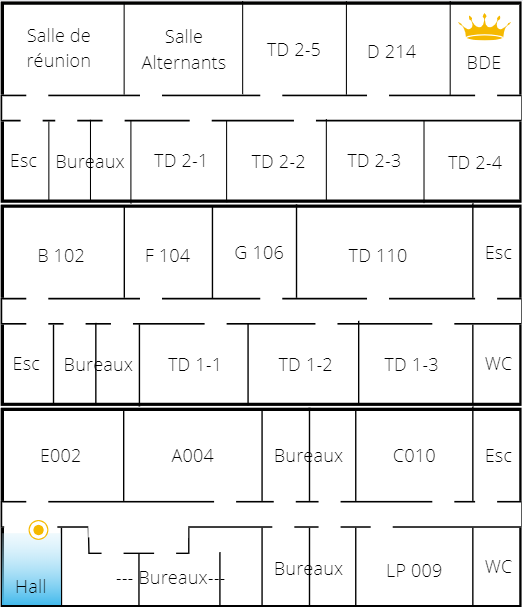 Salle de
réunion
Salle
Alternants
TD 2-5
D 214
BDE
Esc
Bureaux
TD 2-1
TD 2-2
TD 2-3
TD 2-4
B 102
F 104
G 106
TD 110
Esc
Esc
Bureaux
TD 1-1
TD 1-2
TD 1-3
WC
E002
A004
Bureaux
C010
Esc
Hall
--- Bureaux---
Bureaux
LP 009
WC